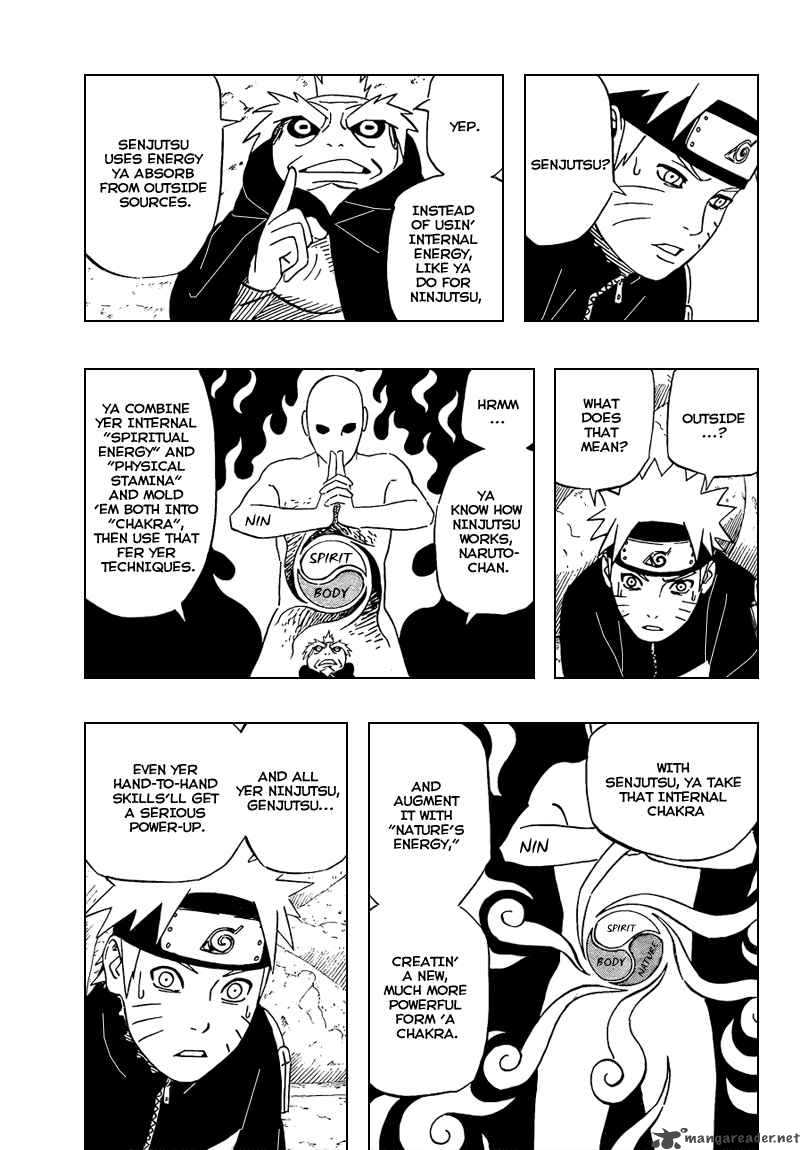 SENJUTSU?
YEP.
INSTEAD
OF USIN'
INTERNAL
ENERGY,
LIKE YA
DO FOR
NINJUTSU,
SENJUTSU
USES ENERGY
YA ABSORB
FROM OUTSIDE
SOURCES.
OUTSIDE
...?
WHAT
DOES
THAT
MEAN?
HRMM
...
YA
KNOW HOW
NINJUTSU
WORKS,
NARUTO-
CHAN.
NIN
SPIRIT
BODY
YA COMBINE
YER INTERNAL
"SPIRITUAL
ENERGY" AND
"PHYSICAL
STAMINA"
AND MOLD
'EM BOTH INTO
"CHAKRA",
THEN USE THAT
FER YER
TECHNIQUES.
WITH
SENJUTSU, YA TAKE
THAT INTERNAL
CHAKRA
AND
AUGMENT
IT WITH
"NATURE'S
ENERGY,"
NIN
SPIRIT
BODY
NATURE
CREATIN'
A NEW,
MUCH MORE
POWERFUL
FORM 'A
CHAKRA.
AND ALL
YER NINJUTSU,
GENJUTSU...
EVEN YER
HAND-TO-HAND
SKILLS'LL GET
A SERIOUS
POWER-UP.
mangareader.net